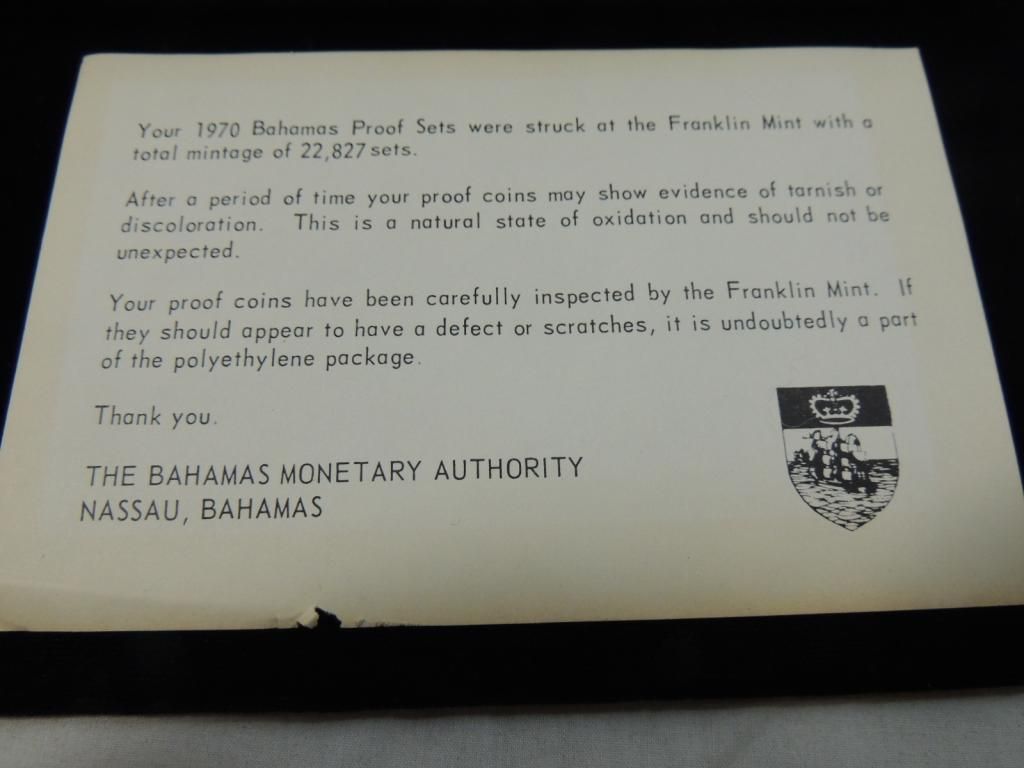 Your 1970 Bahamas Proof Sets were struck at the Franklin Mint with a
total mintage of 22,827 sets.
After a period of time your proof coins may show evidence of tarnish or
discoloration. This is a natural state of oxidation and should not be
unexpected.
Your proof coins have been carefully inspected by the Franklin Mint. If
they should appear to have a defect or scratches, it is undoubtedly a part
of the polyethylene package.
Thank you.
THE BAHAMAS MONETARY AUTHORITY
NASSAU, BAHAMAS